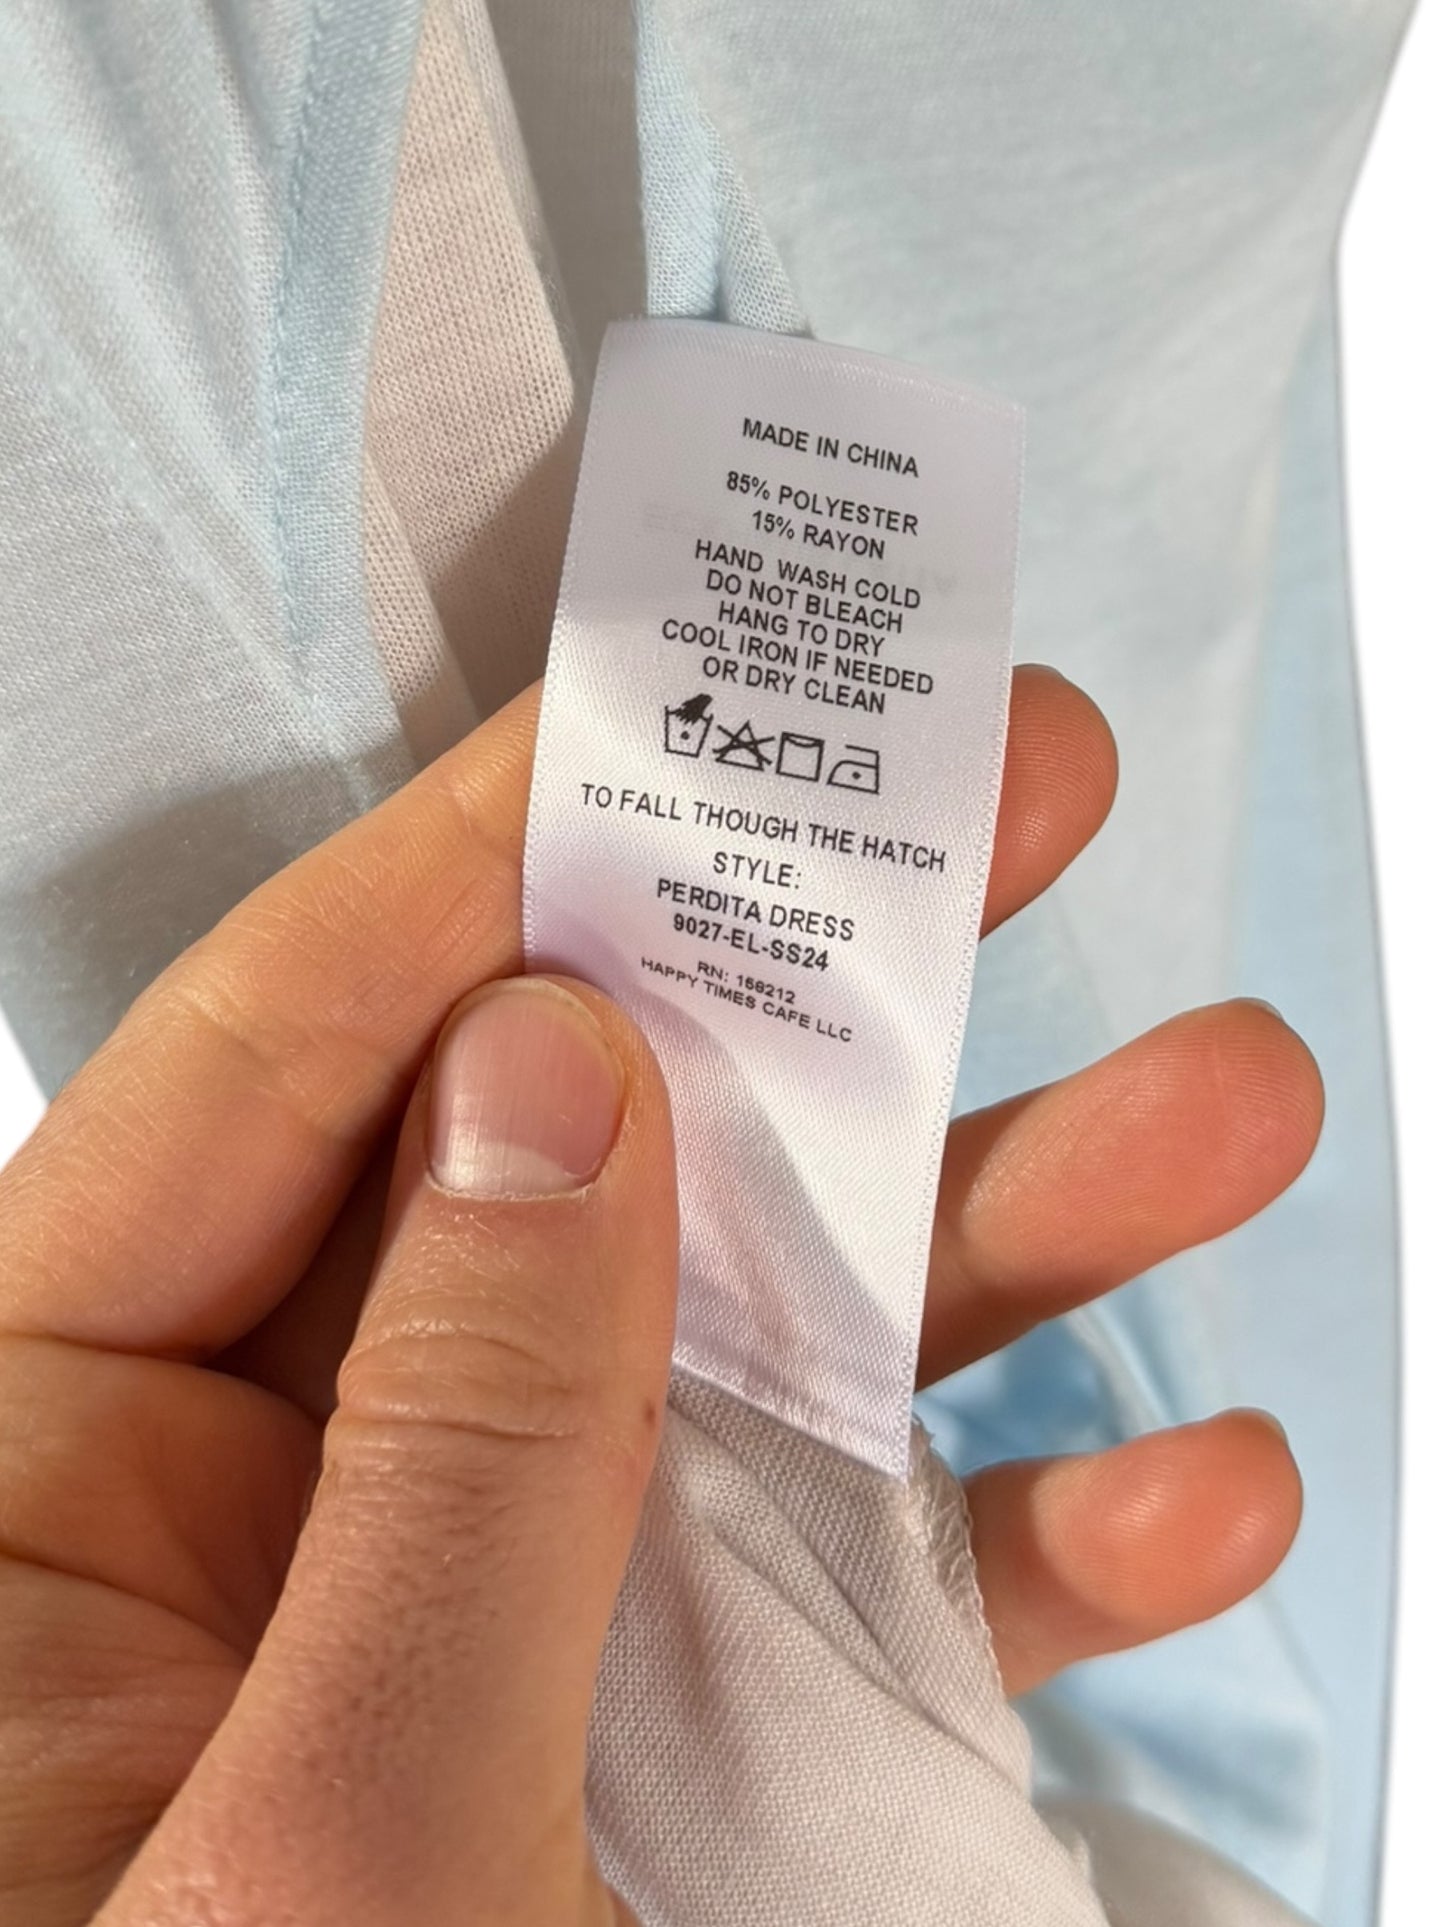 MADE IN CHINA
85% POLYESTER
15% RAYON
HAND WASH COLD
DO NOT BLEACH
HANG TO DRY
COOL IRON IF NEEDED
OR DRY CLEAN
TO FALL THOUGH THE HATCH
STYLE:
PERDITA DRESS
9027-EL-SS24
RN: 156212
HAPPY TIMES CAFE LLC